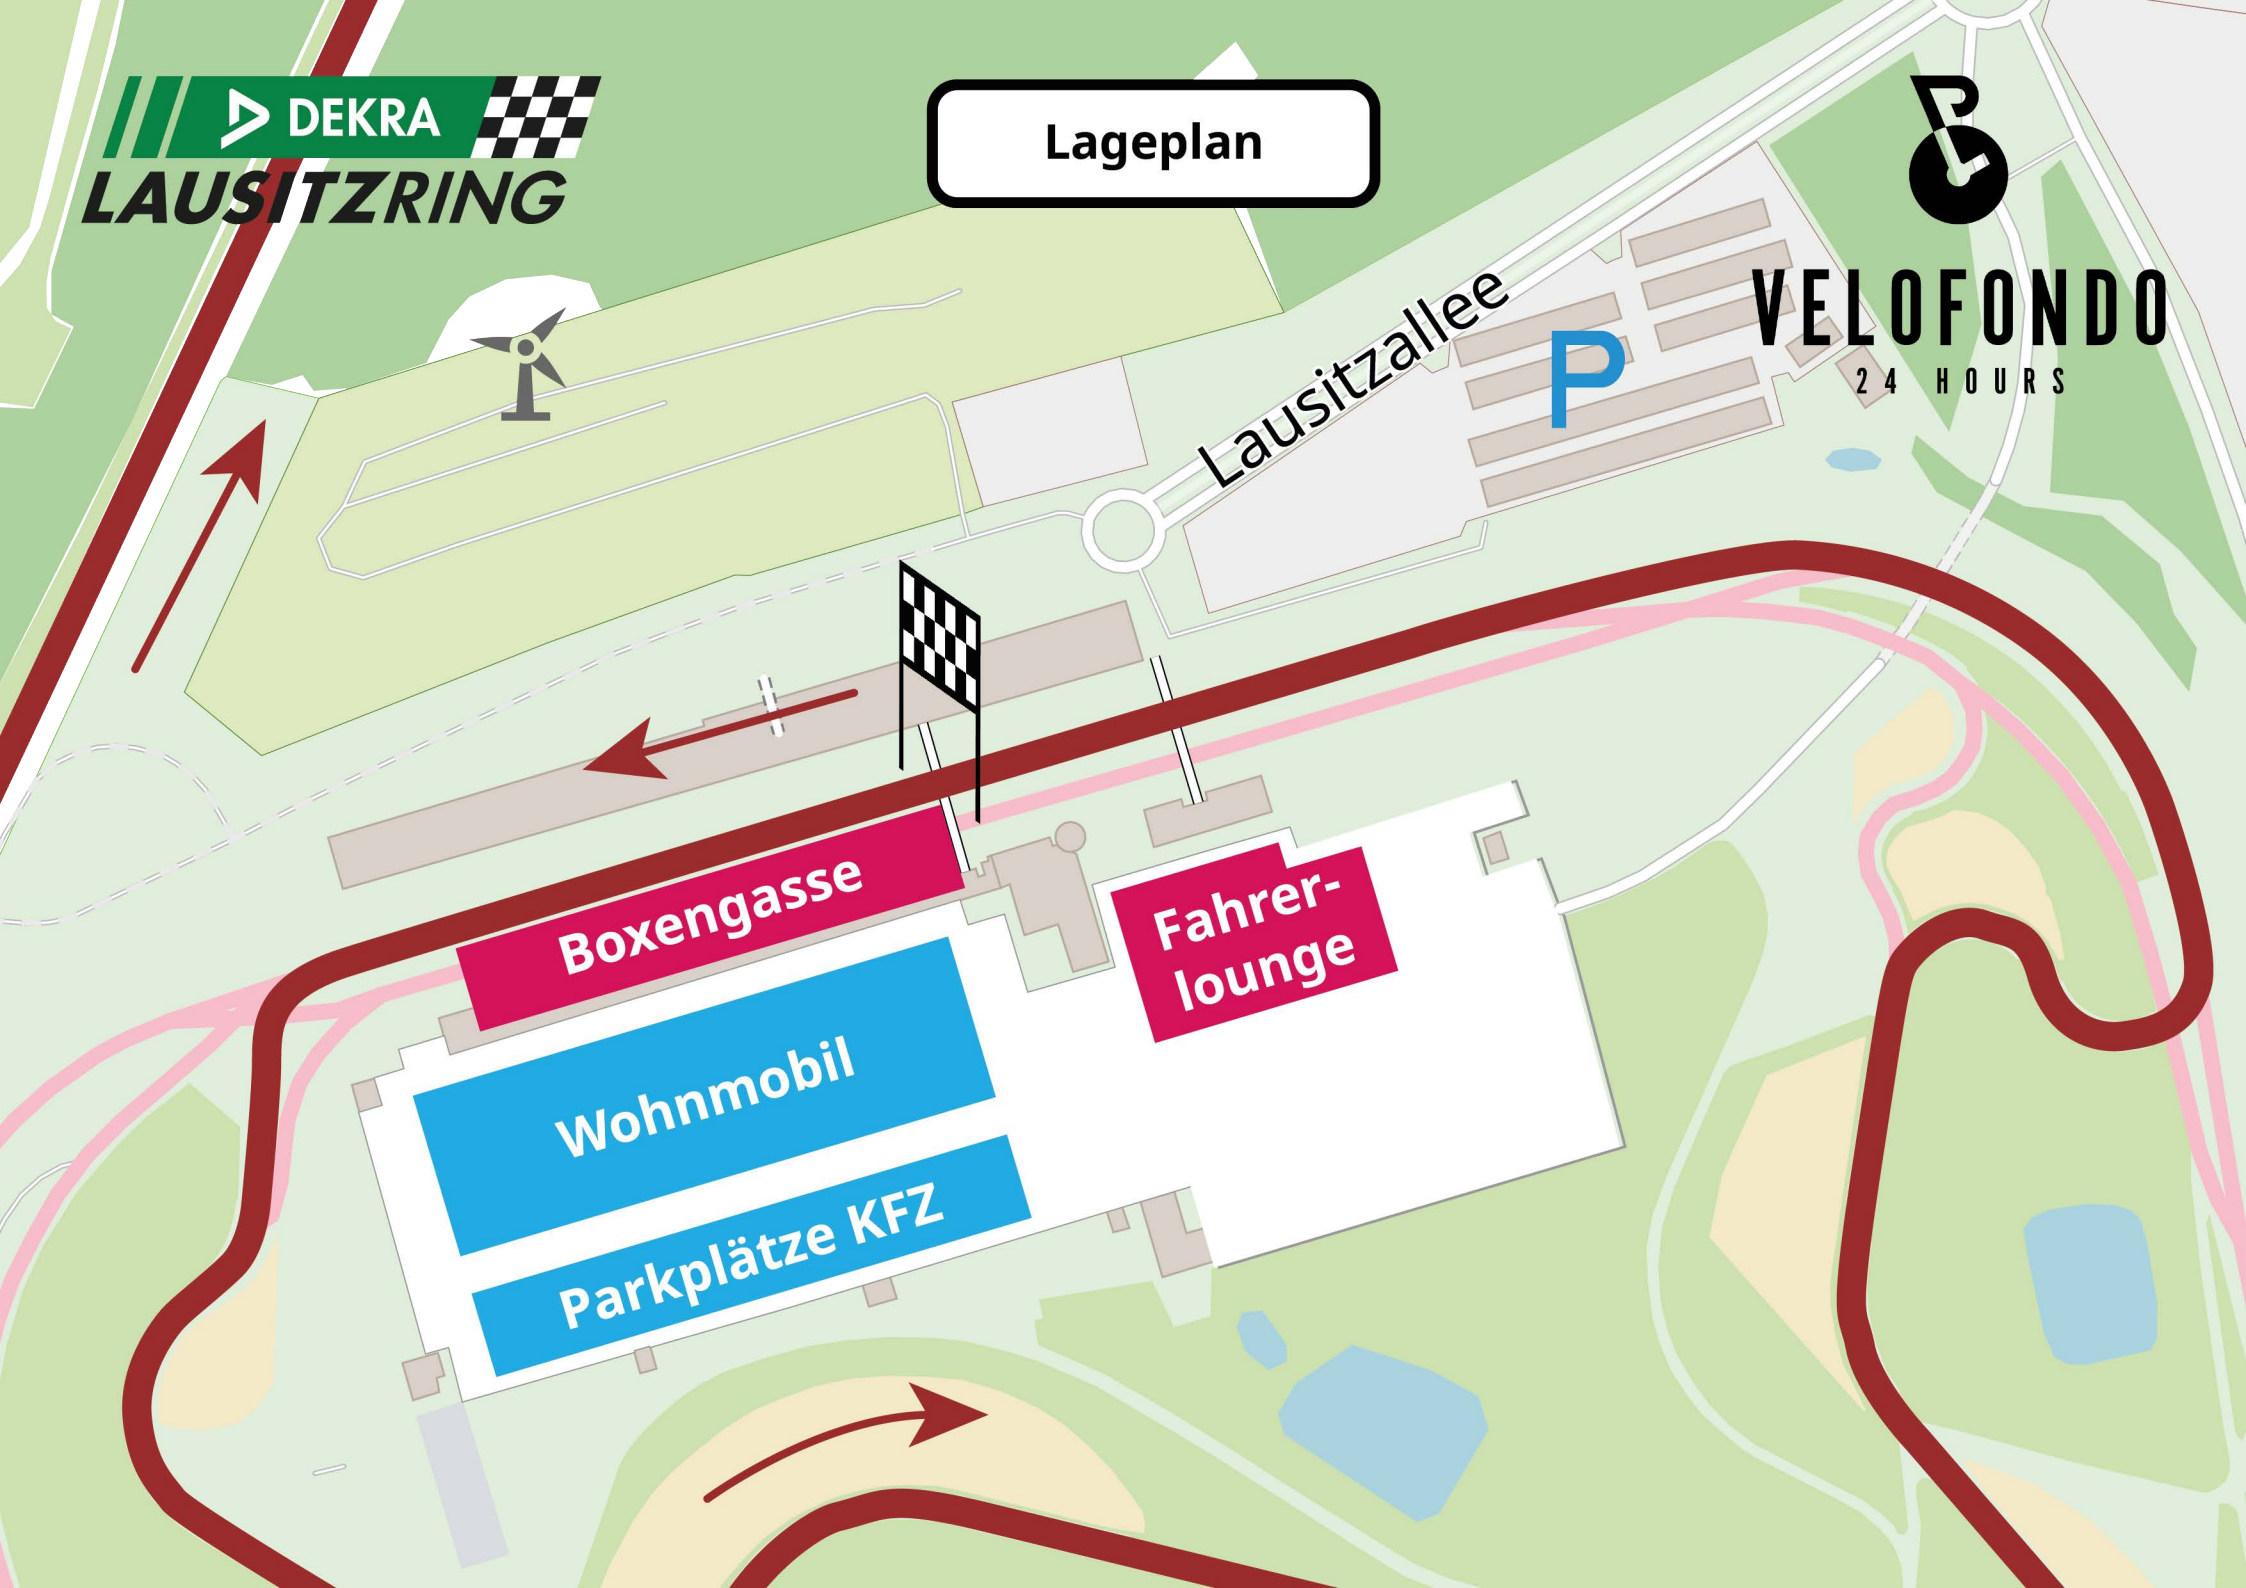 DEKRA
LAUSITZRING
Lageplan
VELOFONDO
24 HOURS
Lausitzallee
P
Boxengasse
Fahrer-
lounge
Wohnmobil
Parkplätze KFZ